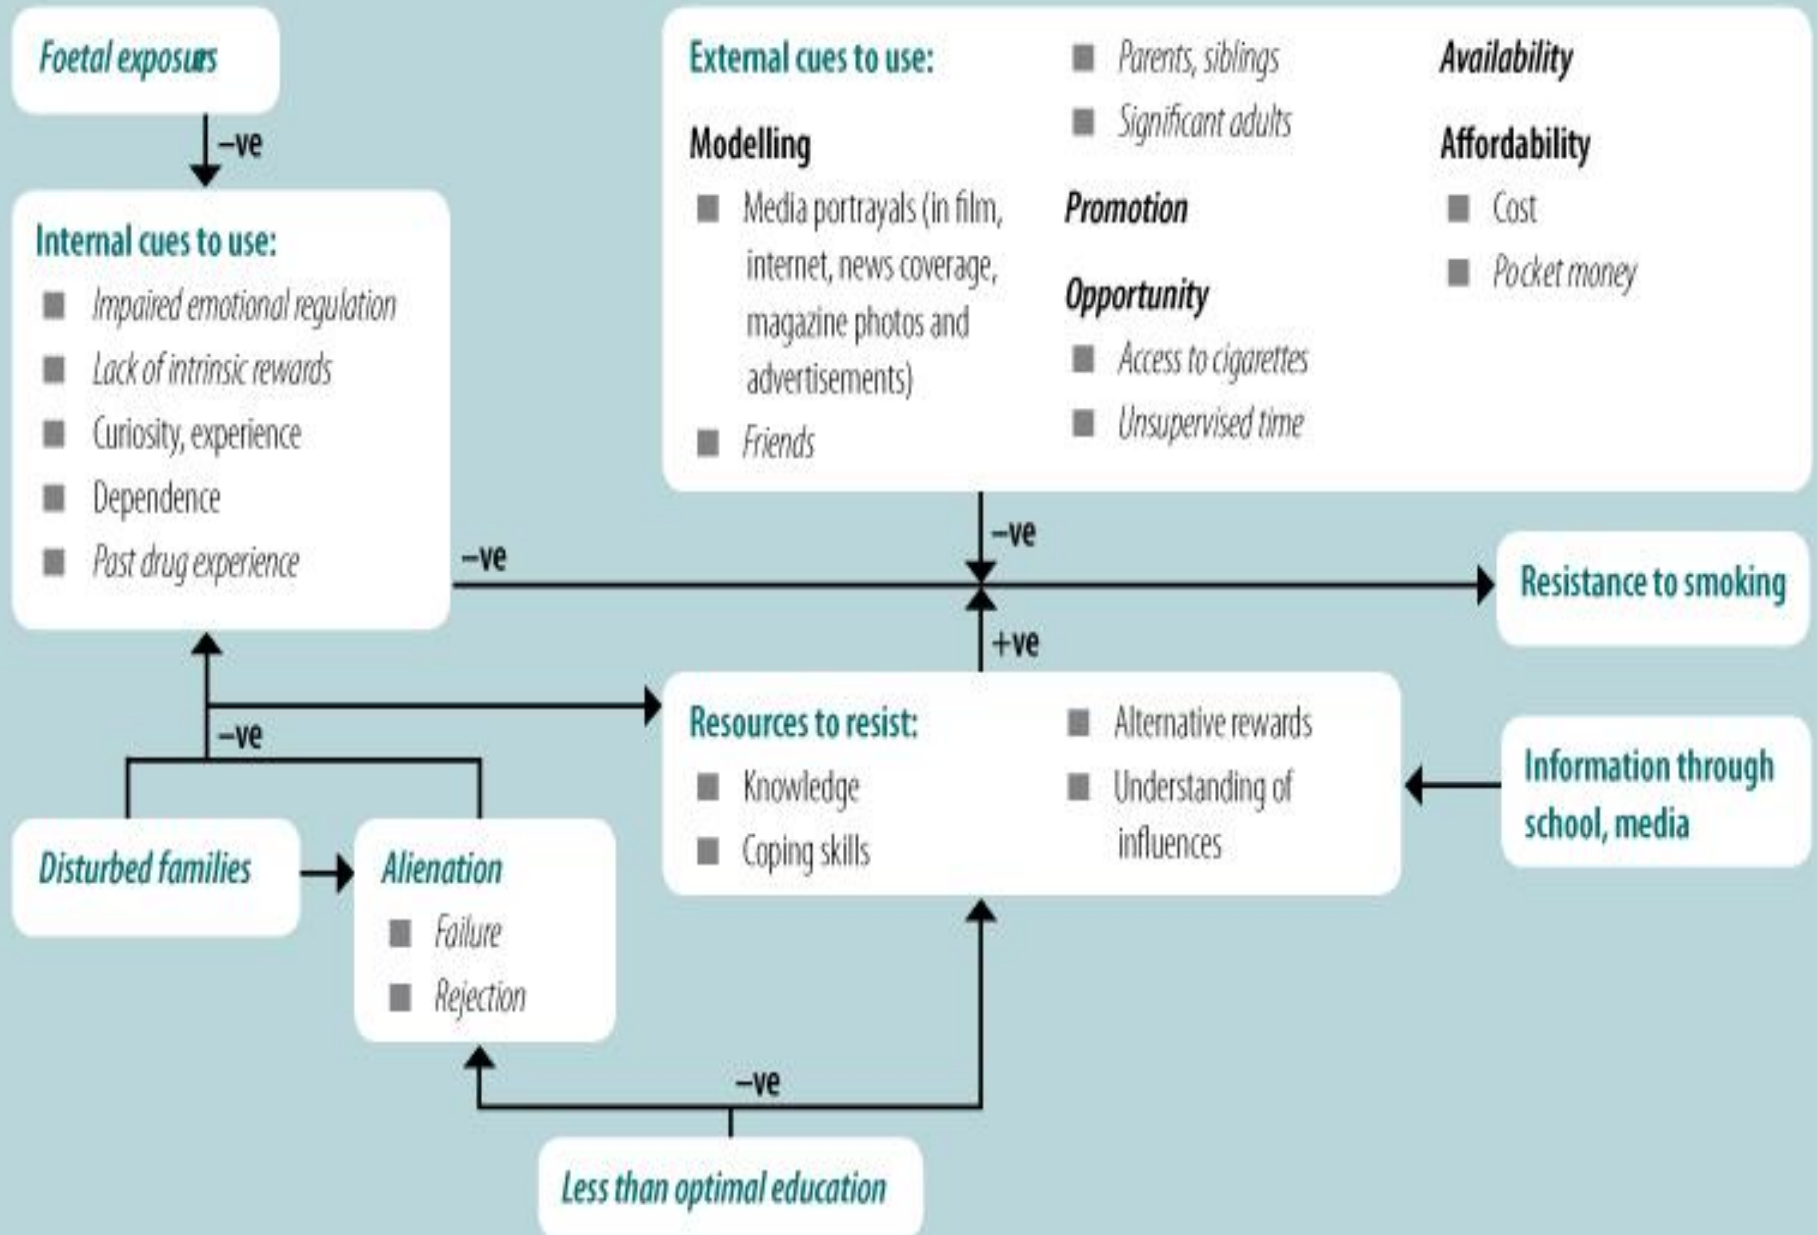 Foetal exposures
–ve
Internal cues to use:
Impaired emotional regulation
Lack of intrinsic rewards
Curiosity, experience
Dependence
Past drug experience
External cues to use:
Modelling
Media portrayals (in film,
internet, news coverage,
magazine photos and
advertisements)
Friends
Parents, siblings
Significant adults
Promotion
Opportunity
Access to cigarettes
Unsupervised time
Availability
Affordability
Cost
Pocket money
–ve
–ve
Resistance to smoking
+ve
Resources to resist:
Knowledge
Coping skills
Alternative rewards
Understanding of
influences
Information through
school, media
–ve
Disturbed families
Alienation
Failure
Rejection
–ve
Less than optimal education